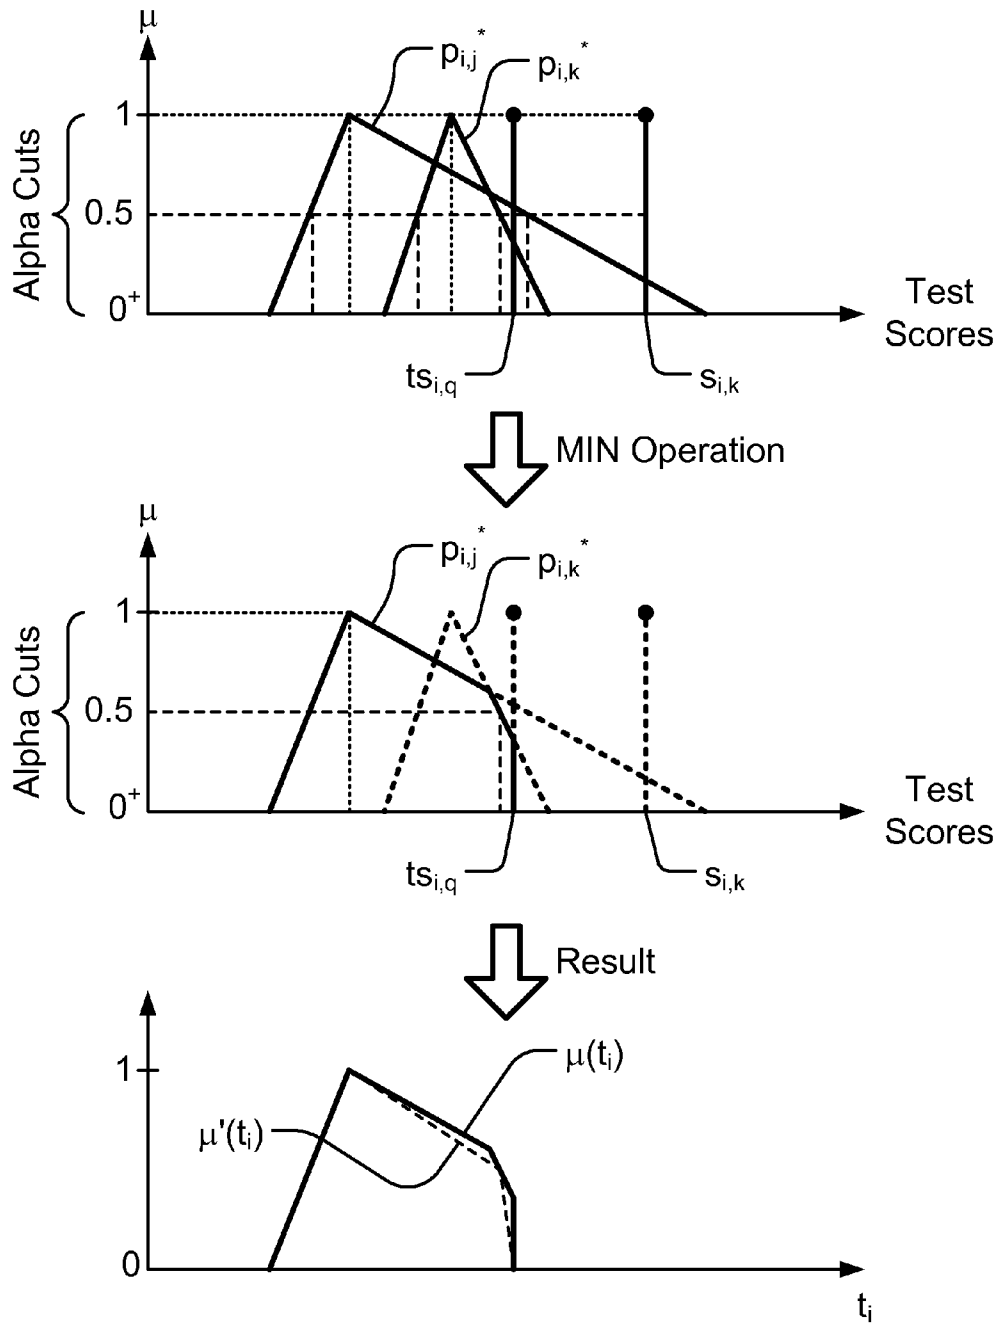 μ
p_{i,j}^*
p_{i,k}^*
Alpha Cuts
1
0.5
0^+
Test
Scores
ts_{i,q}
s_{i,k}
MIN Operation
μ
p_{i,j}^*
p_{i,k}^*
Alpha Cuts
1
0.5
0^+
Test
Scores
ts_{i,q}
s_{i,k}
Result
1
μ(t_i)
μ'(t_i)
0
t_i